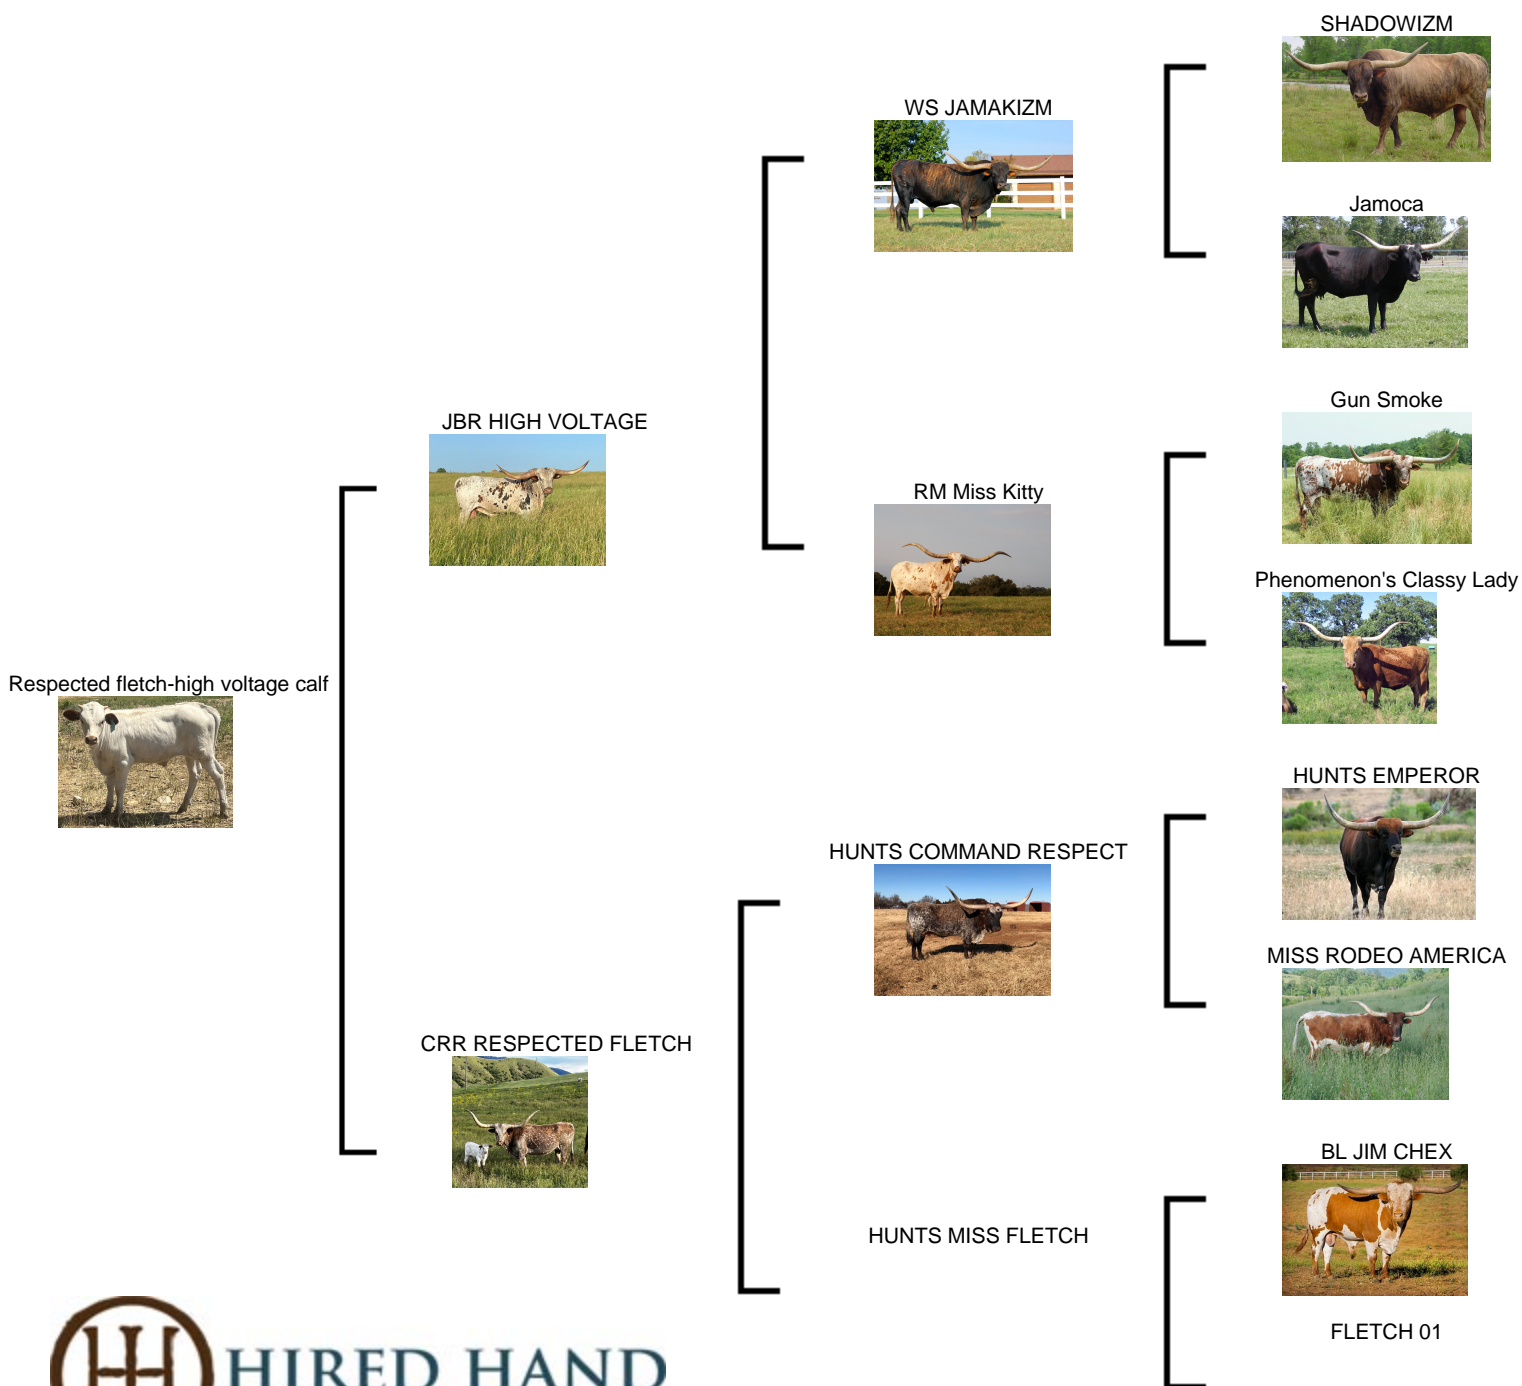 SHADOWIZM
WS JAMAKIZM
Jamoca
Gun Smoke
JBR HIGH VOLTAGE
RM Miss Kitty
Phenomenon's Classy Lady
Respected fletch-high voltage calf
HUNTS EMPEROR
HUNTS COMMAND RESPECT
MISS RODEO AMERICA
CRR RESPECTED FLETCH
BL JIM CHEX
HUNTS MISS FLETCH
FLETCH 01
HIRED HAND